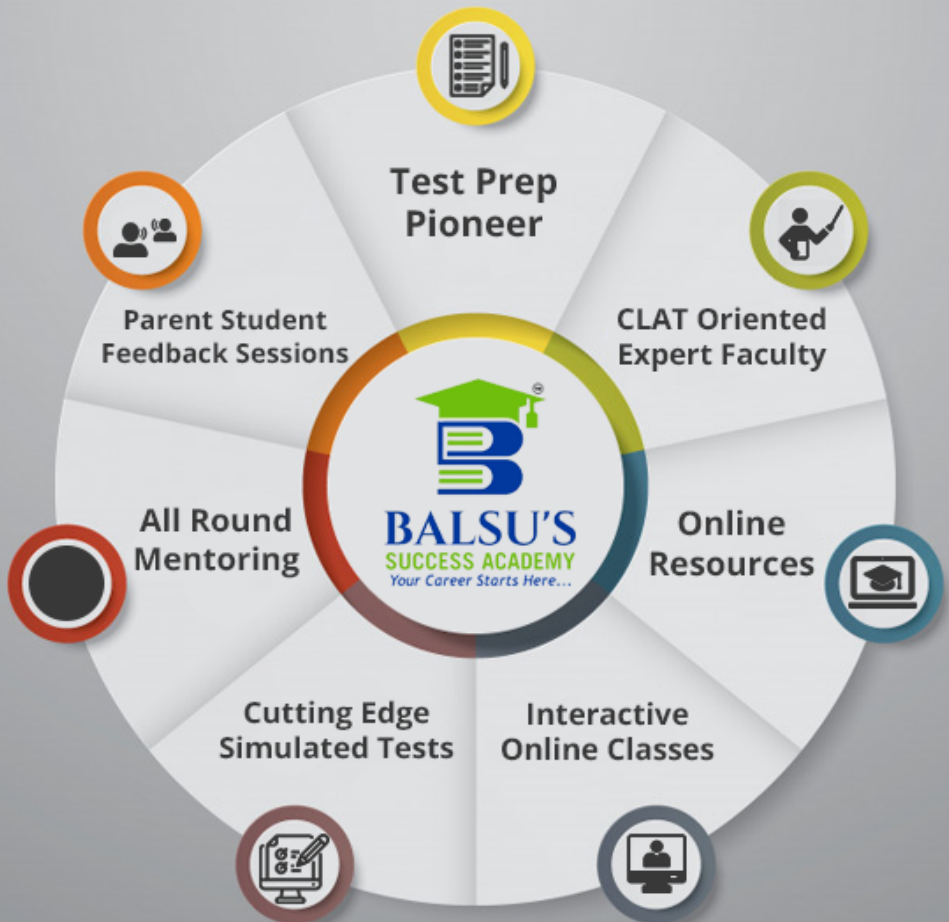 Test Prep
Pioneer
CLAT Oriented
Expert Faculty
Online
Resources
Interactive
Online Classes
Cutting Edge
Simulated Tests
All Round
Mentoring
Parent Student
Feedback Sessions
BALSU'S
SUCCESS ACADEMY
Your Career Starts Here...